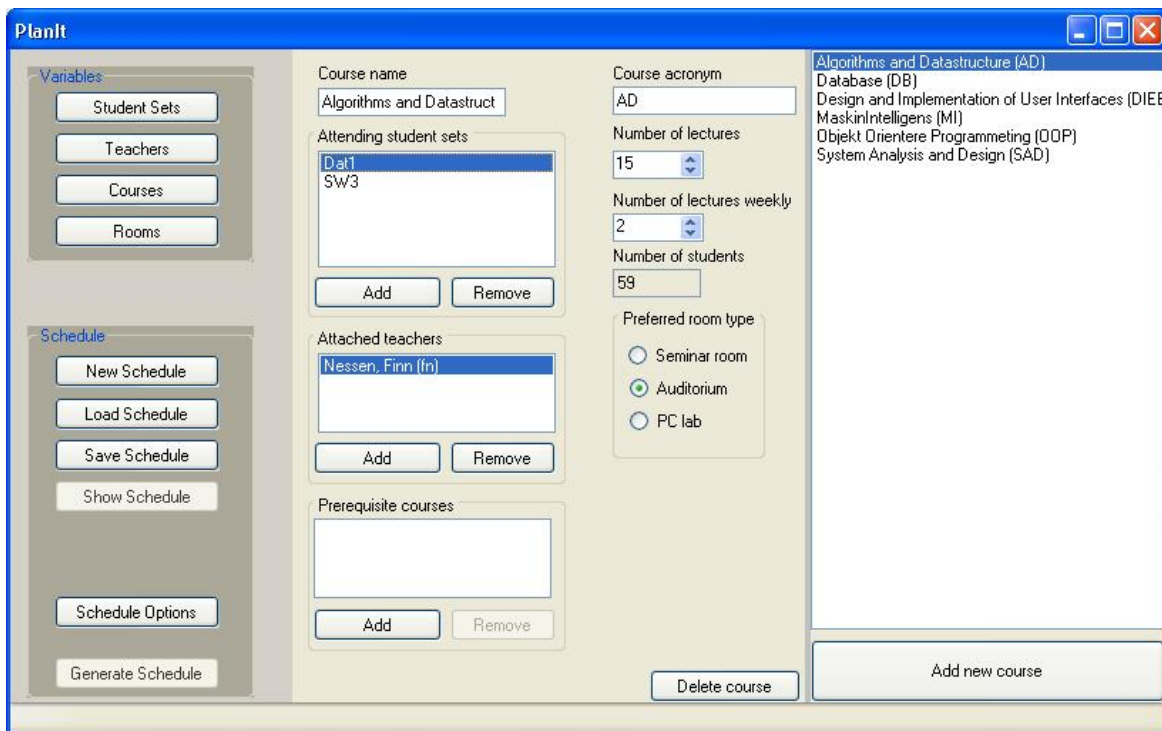 PlanIt
Variables
Student Sets
Teachers
Courses
Rooms
Schedule
New Schedule
Load Schedule
Save Schedule
Show Schedule
Schedule Options
Generate Schedule
Course name
Algorithms and Datastruct
Attending student sets
Dat1
SW3
Add
Remove
Attached teachers
Nessen, Finn (fn)
Add
Remove
Prerequisite courses
Add
Remove
Course acronym
AD
Number of lectures
15
Number of lectures weekly
2
Number of students
59
Preferred room type
Seminar room
Auditorium
PC lab
Delete course
Algorithms and Datastructure (AD)
Database (DB)
Design and Implementation of User Interfaces (DIEB
MaskinIntelligens (MI)
Objekt Orientere Programmeting (OOP)
System Analysis and Design (SAD)
Add new course